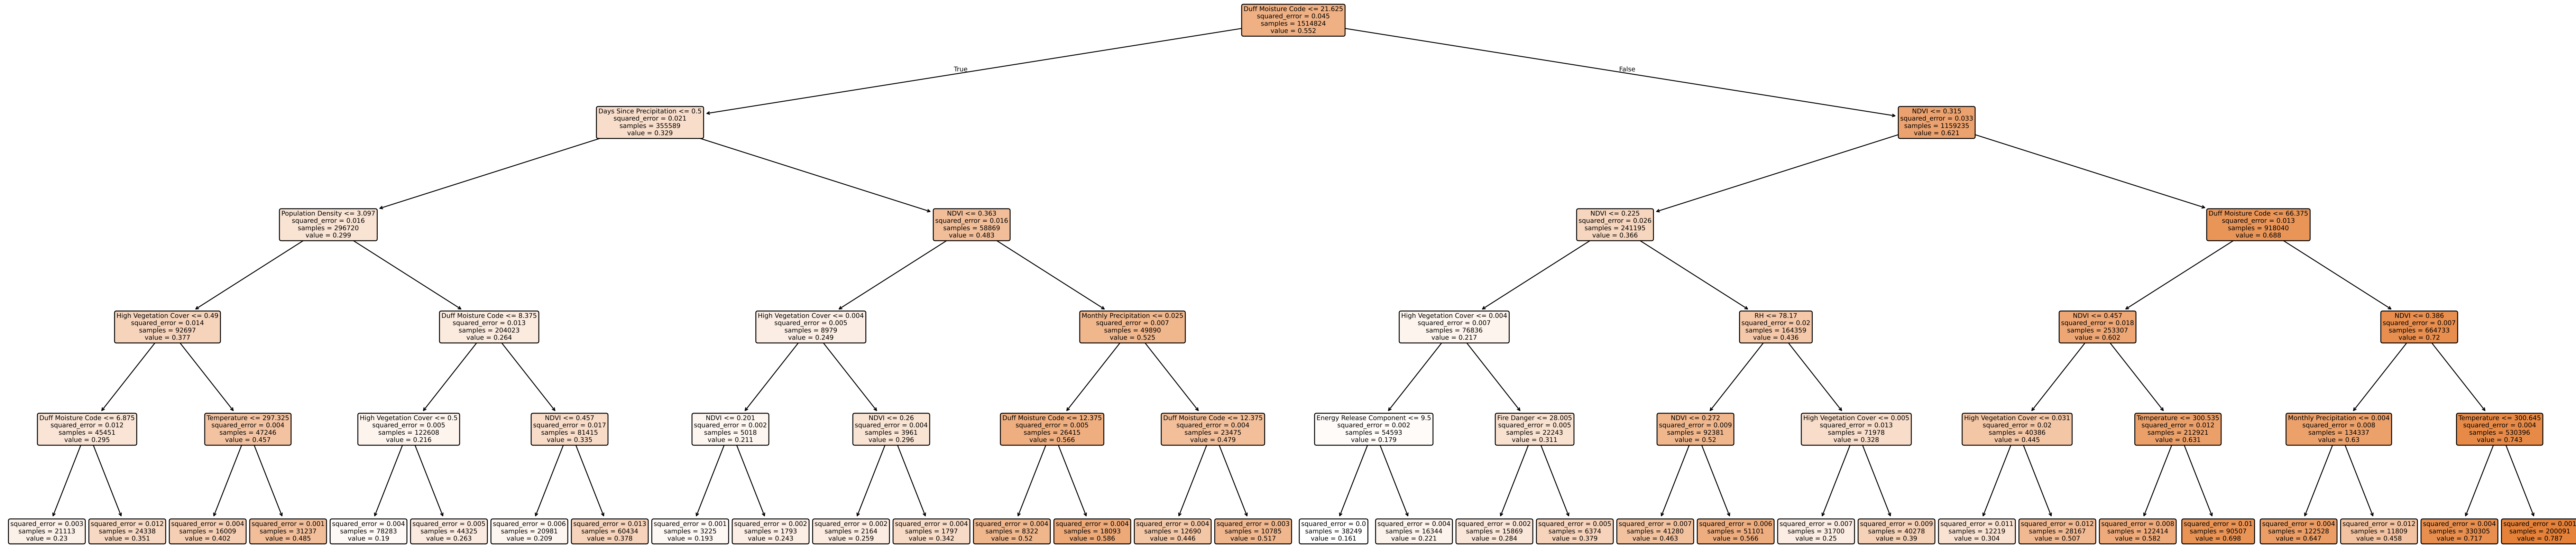 Duff Moisture Code <= 21.625
squared_error = 0.045
samples = 1514824
value = 0.552
True
False
Days Since Precipitation <= 0.5
squared_error = 0.021
samples = 355589
value = 0.329
NDVI <= 0.315
squared_error = 0.033
samples = 1159235
value = 0.621
Population Density <= 3.097
squared_error = 0.016
samples = 296720
value = 0.299
NDVI <= 0.363
squared_error = 0.016
samples = 58869
value = 0.483
NDVI <= 0.225
squared_error = 0.026
samples = 241195
value = 0.366
Duff Moisture Code <= 66.375
squared_error = 0.013
samples = 918040
value = 0.688
High Vegetation Cover <= 0.49
squared_error = 0.014
samples = 92697
value = 0.377
Duff Moisture Code <= 8.375
squared_error = 0.013
samples = 204023
value = 0.264
High Vegetation Cover <= 0.004
squared_error = 0.005
samples = 8979
value = 0.249
Monthly Precipitation <= 0.025
squared_error = 0.007
samples = 49890
value = 0.525
High Vegetation Cover <= 0.004
squared_error = 0.007
samples = 76836
value = 0.217
RH <= 78.17
squared_error = 0.02
samples = 164359
value = 0.436
NDVI <= 0.457
squared_error = 0.018
samples = 253307
value = 0.602
NDVI <= 0.386
squared_error = 0.007
samples = 664733
value = 0.72
Duff Moisture Code <= 6.875
squared_error = 0.012
samples = 45451
value = 0.295
Temperature <= 297.325
squared_error = 0.004
samples = 47246
value = 0.457
High Vegetation Cover <= 0.5
squared_error = 0.005
samples = 122608
value = 0.216
NDVI <= 0.457
squared_error = 0.017
samples = 81415
value = 0.335
NDVI <= 0.201
squared_error = 0.002
samples = 5018
value = 0.211
NDVI <= 0.26
squared_error = 0.004
samples = 3961
value = 0.296
Duff Moisture Code <= 12.375
squared_error = 0.005
samples = 26415
value = 0.566
Duff Moisture Code <= 12.375
squared_error = 0.004
samples = 23475
value = 0.479
Energy Release Component <= 9.5
squared_error = 0.002
samples = 54593
value = 0.179
Fire Danger <= 28.005
squared_error = 0.005
samples = 22243
value = 0.311
NDVI <= 0.272
squared_error = 0.009
samples = 92381
value = 0.52
High Vegetation Cover <= 0.005
squared_error = 0.013
samples = 71978
value = 0.328
High Vegetation Cover <= 0.031
squared_error = 0.02
samples = 40386
value = 0.445
Temperature <= 300.535
squared_error = 0.012
samples = 212921
value = 0.631
Monthly Precipitation <= 0.004
squared_error = 0.008
samples = 134337
value = 0.63
Temperature <= 300.645
squared_error = 0.004
samples = 530396
value = 0.743
squared_error = 0.003
samples = 21113
value = 0.23
squared_error = 0.012
samples = 24338
value = 0.351
squared_error = 0.004
samples = 16009
value = 0.402
squared_error = 0.001
samples = 31237
value = 0.485
squared_error = 0.004
samples = 78283
value = 0.19
squared_error = 0.005
samples = 44325
value = 0.263
squared_error = 0.006
samples = 20981
value = 0.209
squared_error = 0.013
samples = 60434
value = 0.378
squared_error = 0.001
samples = 3225
value = 0.193
squared_error = 0.002
samples = 1793
value = 0.243
squared_error = 0.002
samples = 2164
value = 0.259
squared_error = 0.004
samples = 1797
value = 0.342
squared_error = 0.004
samples = 8322
value = 0.52
squared_error = 0.004
samples = 18093
value = 0.586
squared_error = 0.004
samples = 12690
value = 0.446
squared_error = 0.003
samples = 10785
value = 0.517
squared_error = 0.0
samples = 38249
value = 0.161
squared_error = 0.004
samples = 16344
value = 0.221
squared_error = 0.002
samples = 15869
value = 0.284
squared_error = 0.005
samples = 6374
value = 0.379
squared_error = 0.007
samples = 41280
value = 0.463
squared_error = 0.006
samples = 51101
value = 0.566
squared_error = 0.007
samples = 31700
value = 0.25
squared_error = 0.009
samples = 40278
value = 0.39
squared_error = 0.011
samples = 12219
value = 0.304
squared_error = 0.012
samples = 28167
value = 0.507
squared_error = 0.008
samples = 122414
value = 0.582
squared_error = 0.01
samples = 90507
value = 0.698
squared_error = 0.004
samples = 122528
value = 0.647
squared_error = 0.012
samples = 11809
value = 0.458
squared_error = 0.004
samples = 330305
value = 0.717
squared_error = 0.001
samples = 200091
value = 0.787